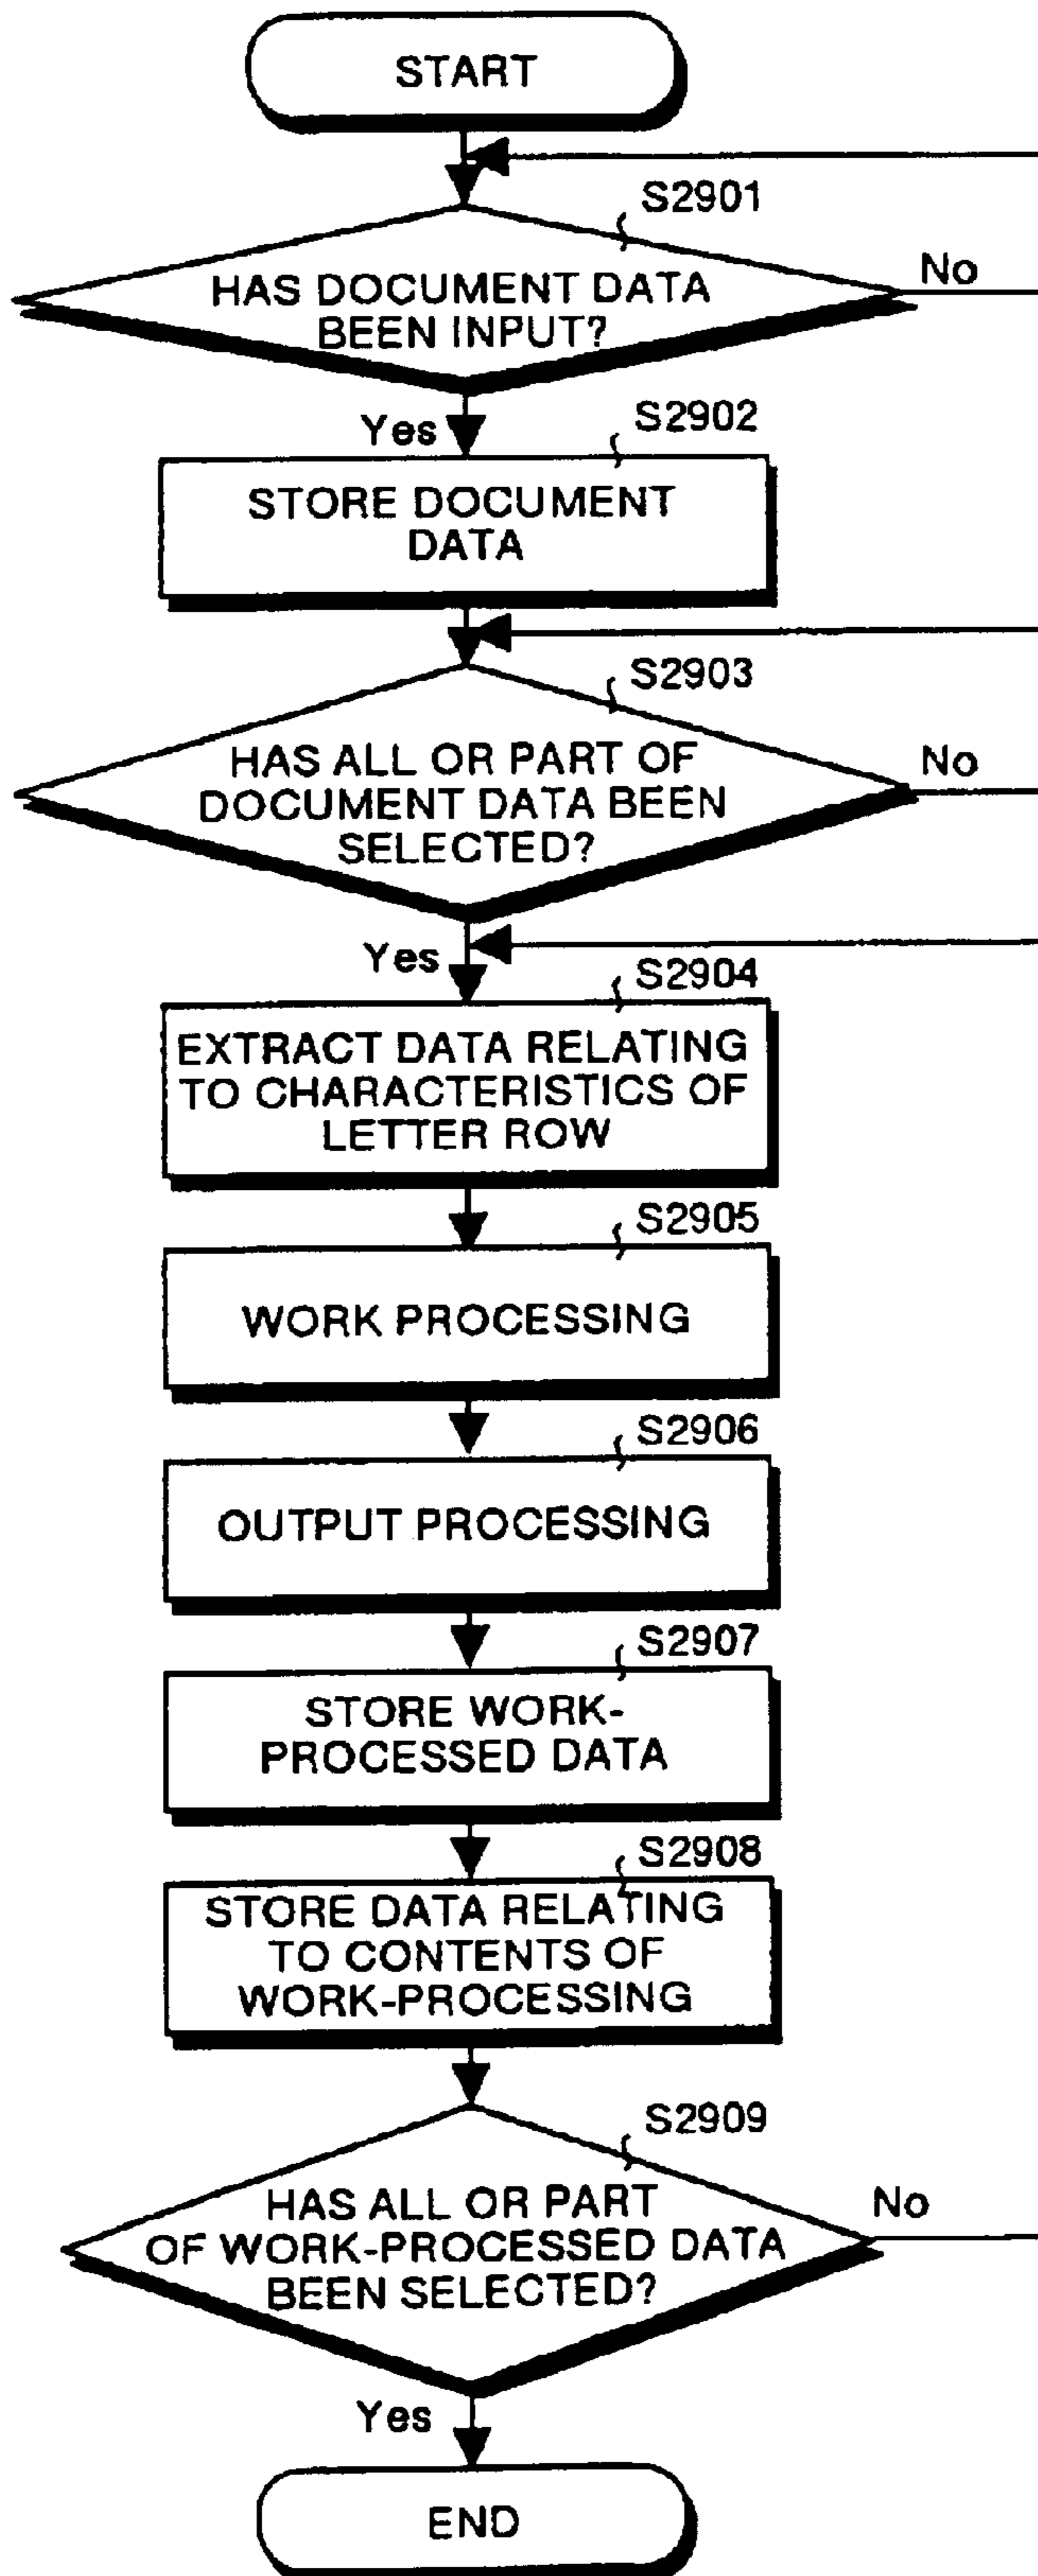 START
S2901
HAS DOCUMENT DATA
BEEN INPUT?
No
Yes
S2902
STORE DOCUMENT
DATA
S2903
HAS ALL OR PART OF
DOCUMENT DATA BEEN
SELECTED?
No
Yes
S2904
EXTRACT DATA RELATING
TO CHARACTERISTICS OF
LETTER ROW
S2905
WORK PROCESSING
S2906
OUTPUT PROCESSING
S2907
STORE WORK-
PROCESSED DATA
S2908
STORE DATA RELATING
TO CONTENTS OF
WORK-PROCESSING
S2909
HAS ALL OR PART
OF WORK-PROCESSED DATA
BEEN SELECTED?
No
Yes
END